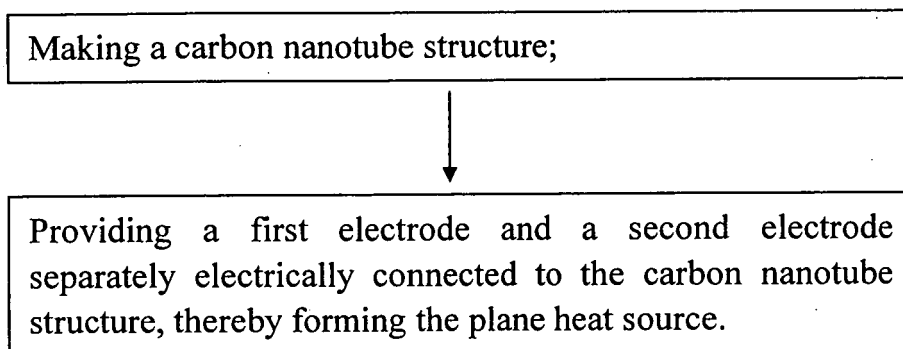 Making a carbon nanotube structure;
Providing a first electrode and a second electrode
separately electrically connected to the carbon nanotube
structure, thereby forming the plane heat source.